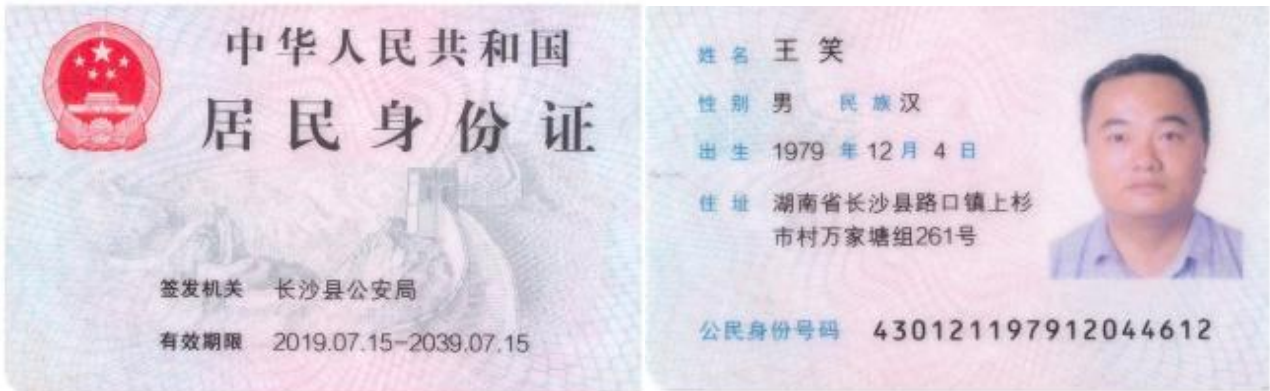 中华人民共和国
居民身份证
签发机关 长沙县公安局
有效期限 2019.07.15-2039.07.15
姓名 王笑
性别 男 民族 汉
出生 1979 年 12 月 4 日
住址 湖南省长沙县路口镇上杉
市村万家塘组261号
公民身份号码 430121197912044612